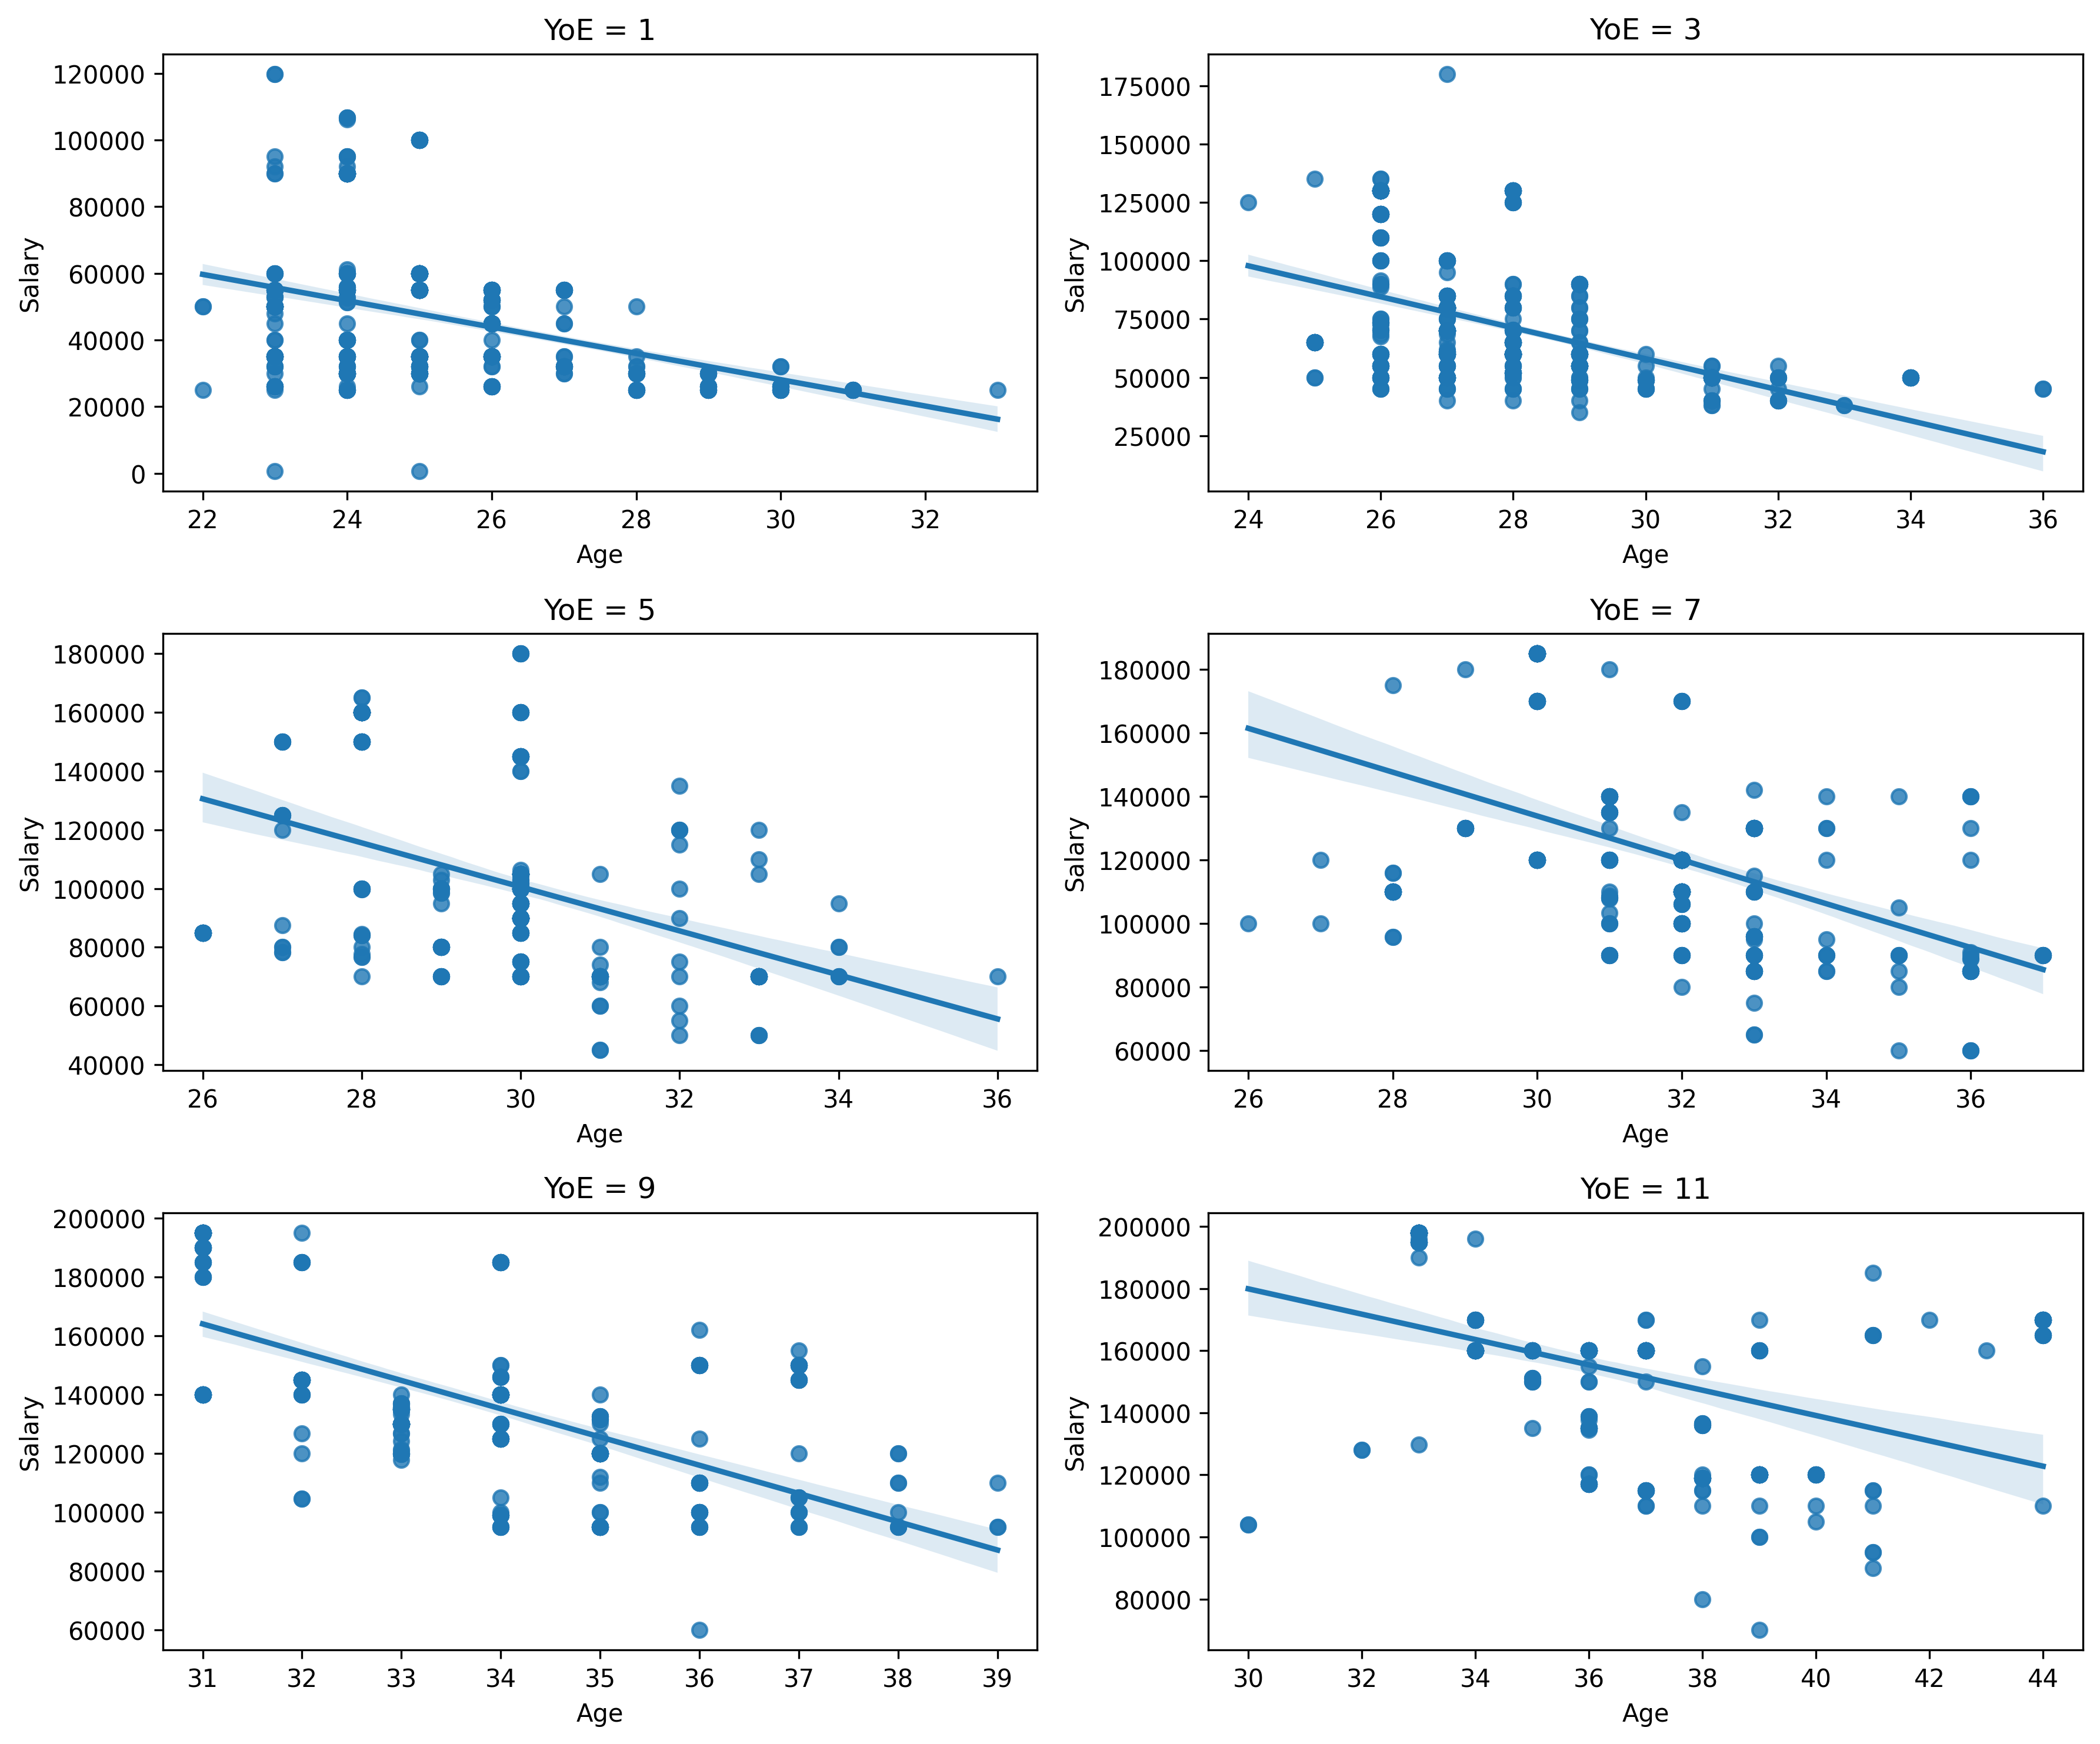 YoE = 1
120000
100000
80000
60000
40000
20000
0
Salary
22 24 26 28 30 32
Age
YoE = 3
175000
150000
125000
100000
75000
50000
25000
Salary
24 26 28 30 32 34 36
Age
YoE = 5
180000
160000
140000
120000
100000
80000
60000
40000
Salary
26 28 30 32 34 36
Age
YoE = 7
180000
160000
140000
120000
100000
80000
60000
Salary
26 28 30 32 34 36
Age
YoE = 9
200000
180000
160000
140000
120000
100000
80000
60000
Salary
31 32 33 34 35 36 37 38 39
Age
YoE = 11
200000
180000
160000
140000
120000
100000
80000
Salary
30 32 34 36 38 40 42 44
Age